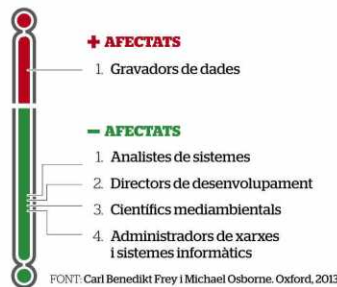 + AFECTATS
1. Gravadors de dades
- AFECTATS
1. Analistes de sistemes
2. Directors de desenvolupament
3. Científics mediambientals
4. Administradors de xarxes
i sistemes informàtics
FONT: Carl Benedikt Frey i Michael Osborne. Oxford, 2013